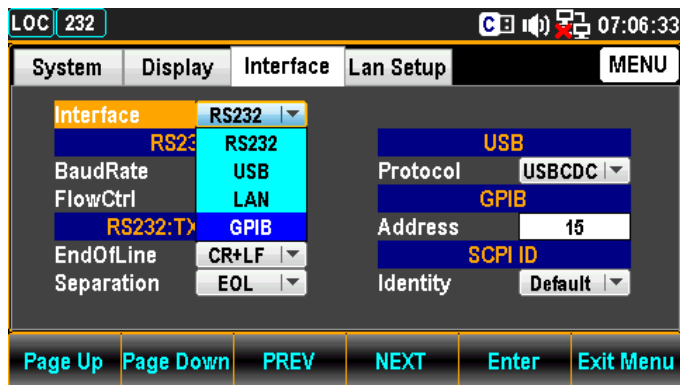 LOC 232 C 07:06:33
System Display Interface Lan Setup MENU
Interface RS232
RS232
USB
LAN
GPIB
RS23
BaudRate
FlowCtrl
RS232:TX
EndOfLine CR+LF
Separation EOL
USB
Protocol USBCDC
GPIB
Address 15
SCPI ID
Identity Default
Page Up Page Down PREV NEXT Enter Exit Menu